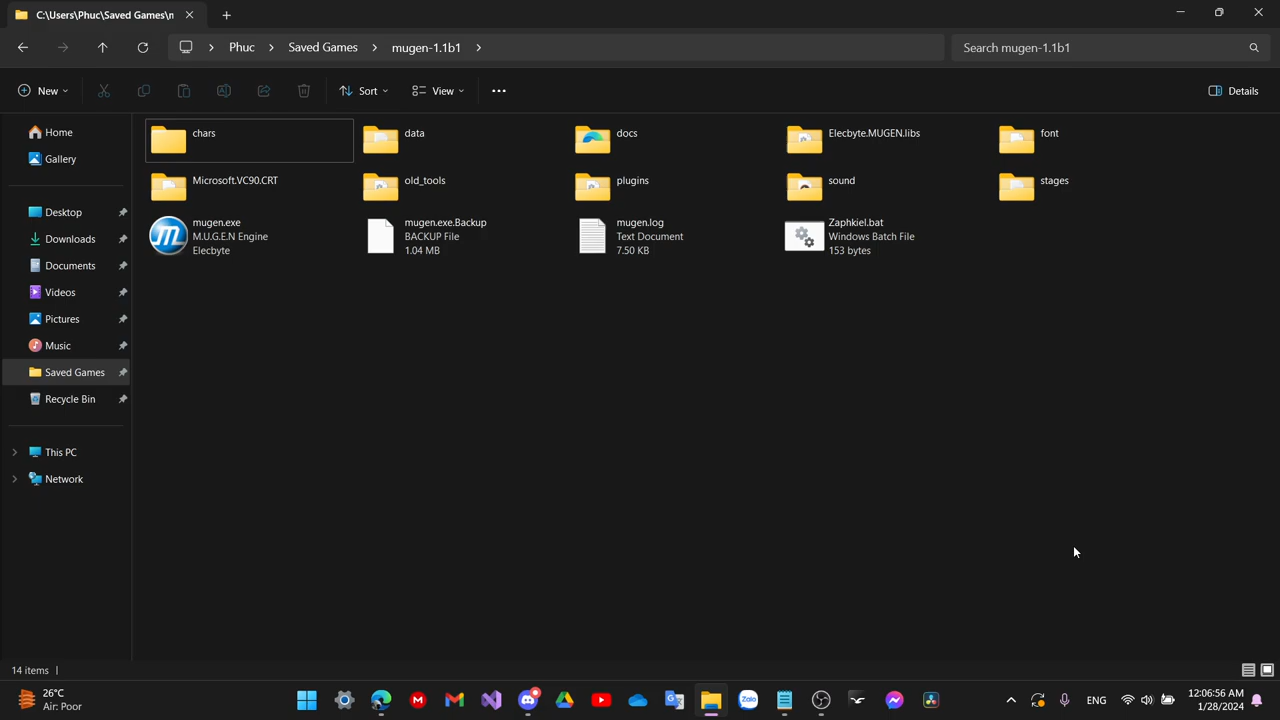 C:\Users\Phuc\Saved Games\n
Phuc > Saved Games > mugen-1.1b1 >
Search mugen-1.1b1
New
Sort
View
Details
Home
Gallery
Desktop
Downloads
Documents
Videos
Pictures
Music
Saved Games
Recycle Bin
This PC
Network
chars
data
docs
Elecbyte.MUGEN.libs
font
Microsoft.VC90.CRT
old_tools
plugins
sound
stages
mugen.exe
M.U.G.E.N Engine
Elecbyte
mugen.exe.Backup
BACKUP File
1.04 MB
mugen.log
Text Document
7.50 KB
Zaphkiel.bat
Windows Batch File
153 bytes
14 items
26°C
Air: Poor
ENG
12:06:56 AM
1/28/2024